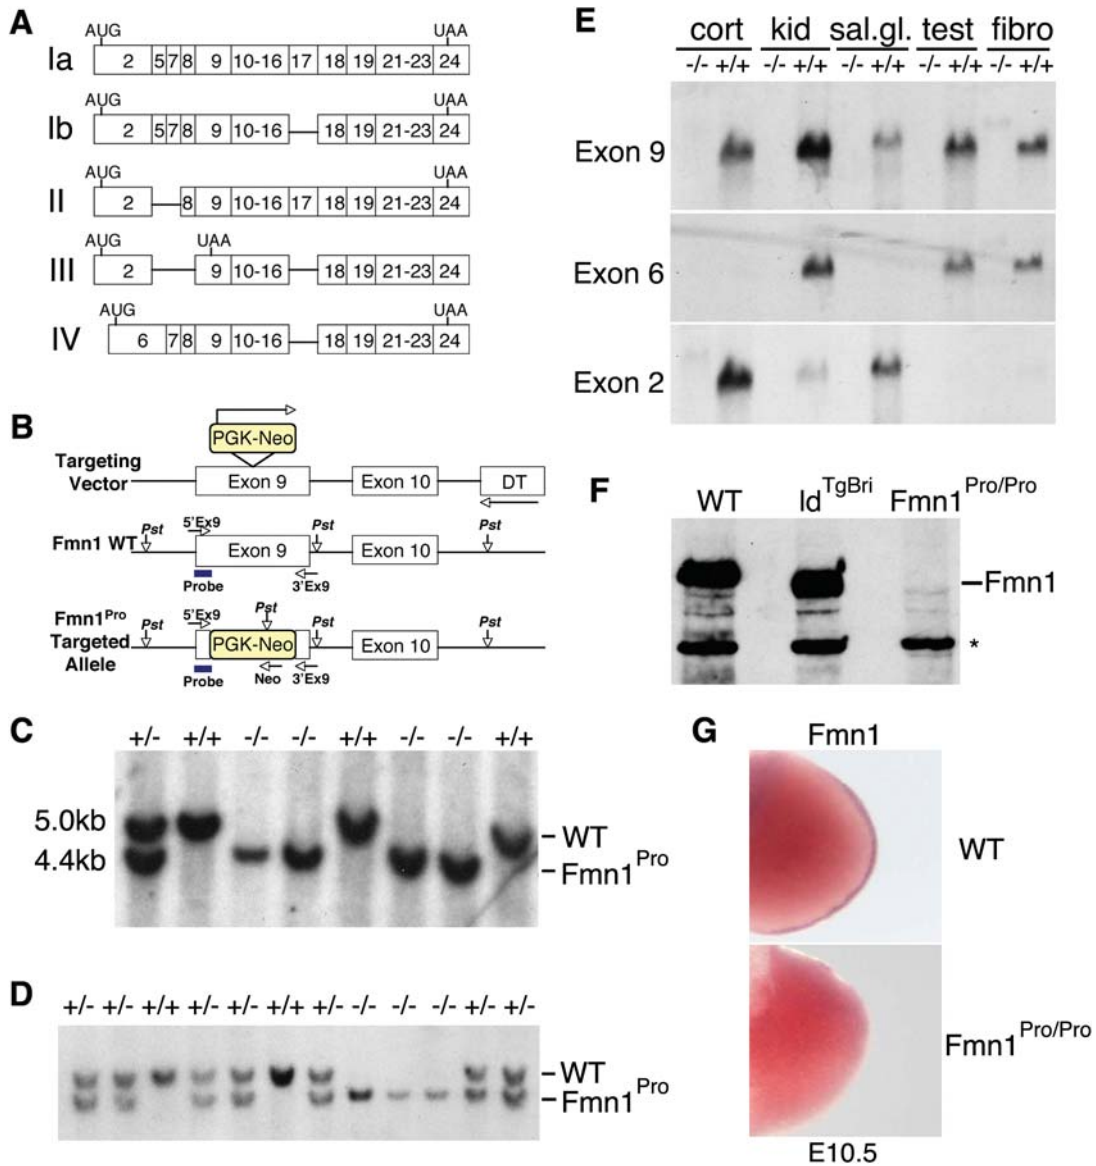 A
AUG UAA
Ia 2 5 7 8 9 10-16 17 18 19 21-23 24
AUG UAA
Ib 2 5 7 8 9 10-16 18 19 21-23 24
AUG UAA
II 2 8 9 10-16 17 18 19 21-23 24
AUG UAA
III 2 9 10-16 18 19 21-23 24
AUG UAA
IV 6 7 8 9 10-16 18 19 21-23 24
B
PGK-Neo
Targeting
Vector
Exon 9 Exon 10 DT
Pst 5'Ex9 Pst Pst
Fmn1 WT Exon 9 Exon 10
Probe 3'Ex9
Fmn1Pro
Targeted
Allele
Pst 5'Ex9 Pst Pst Pst
PGK-Neo Exon 10
Probe Neo 3'Ex9
C
+/- +/+ -/- -/- +/+ -/- -/- +/+
5.0kb
4.4kb
WT
Fmn1Pro
D
+/- +/- +/+ +/- +/- +/+ +/- -/- -/- -/- +/- +/-
WT
Fmn1Pro
E
cort kid sal.gl. test fibro
-/- +/+ -/- +/+ -/- +/+ -/- +/+ -/- +/+
Exon 9
Exon 6
Exon 2
F
WT ldTgBri Fmn1Pro/Pro
Fmn1
*
G
Fmn1
WT
Fmn1Pro/Pro
E10.5